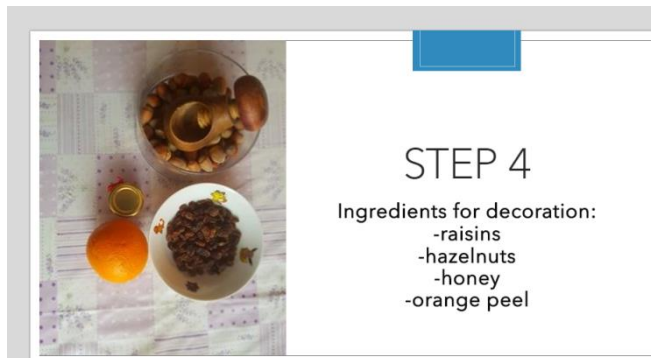 STEP 4
Ingredients for decoration:
-raisins
-hazelnuts
-honey
-orange peel